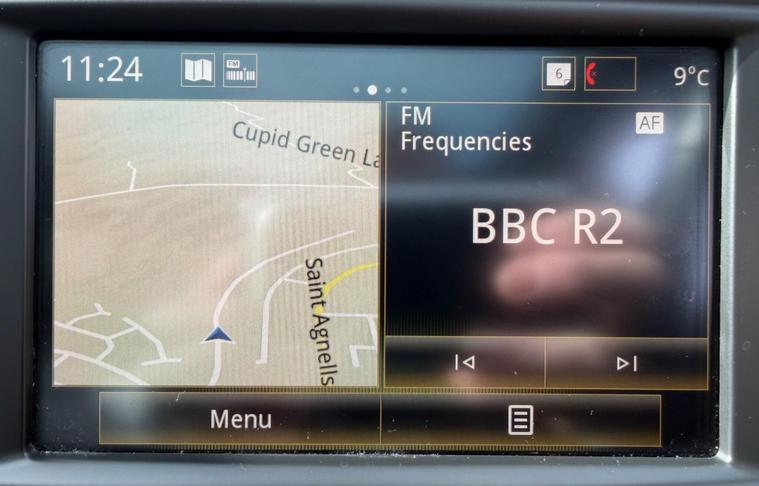 11:24
FM
6
9°C
Cupid Green La
Saint Agnells
FM
Frequencies
AF
BBC R2
Menu